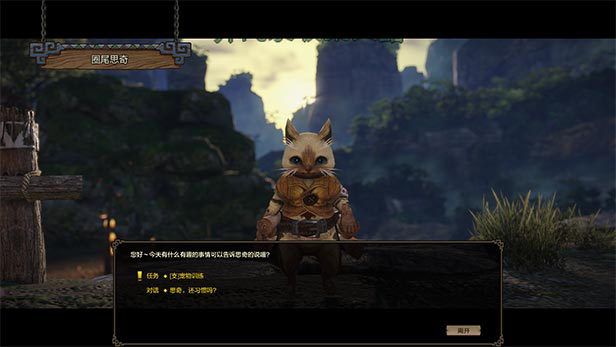 圈尾思奇
您好~今天有什么有趣的事情可以告诉思奇的说喵?
任务 ◆ [支]宠物训练
对话 ◆ 思奇,还习惯吗?
离开